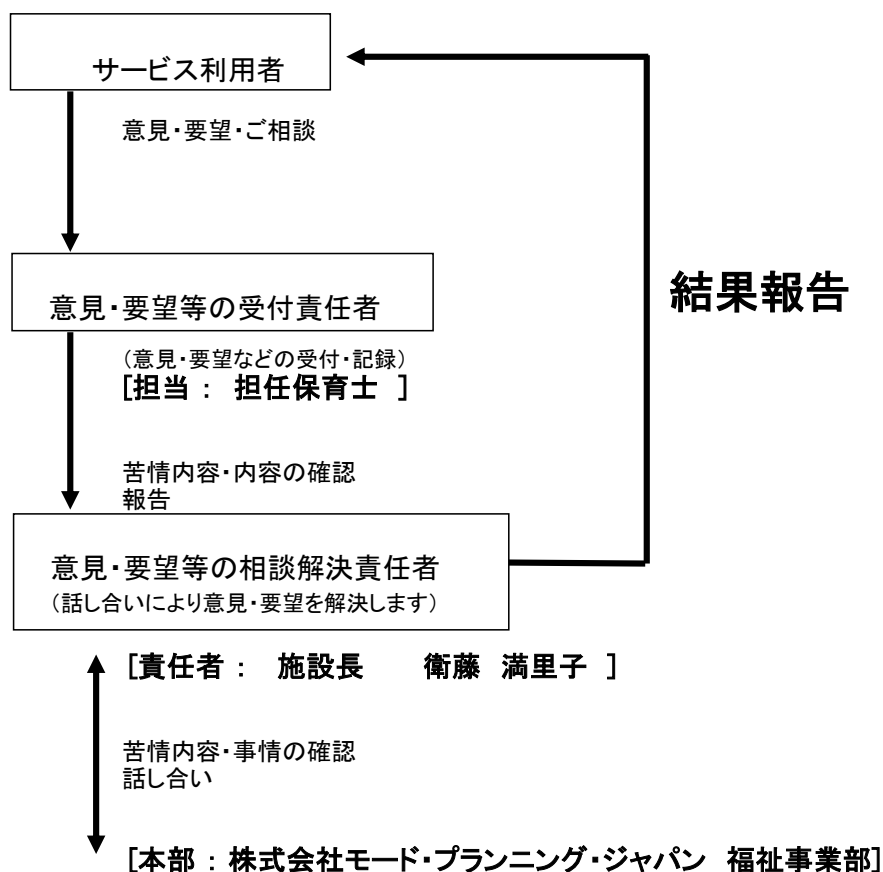 サービス利用者
意見・要望・ご相談
意見・要望等の受付責任者
（意見・要望などの受付・記録）
[担当 ： 担任保育士 ]
苦情内容・内容の確認
報告
意見・要望等の相談解決責任者
（話し合いにより意見・要望を解決します）
結果報告
[責任者 ： 施設長 衛藤 満里子 ]
苦情内容・事情の確認
話し合い
[本部 ： 株式会社モード・プランニング・ジャパン 福祉事業部]